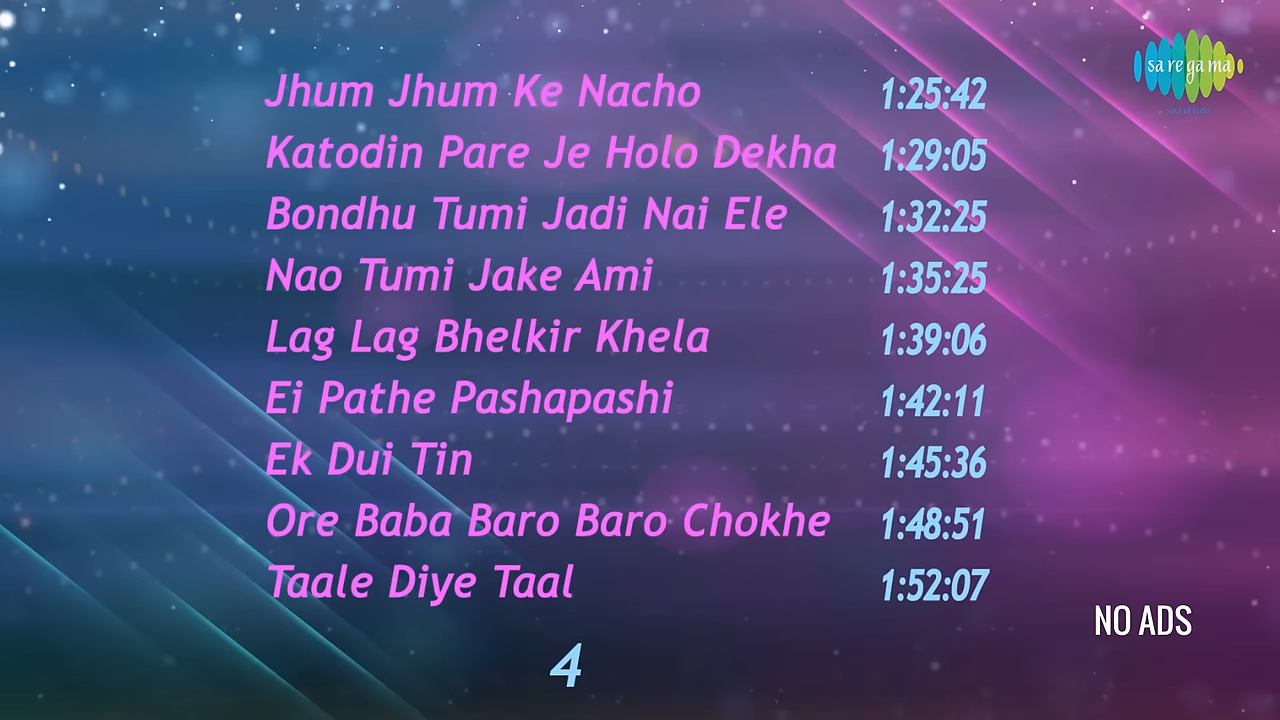 sa re ga ma
Jhum Jhum Ke Nacho 1:25:42
Katodin Pare Je Holo Dekha 1:29:05
Bondhu Tumi Jadi Nai Ele 1:32:25
Nao Tumi Jake Ami 1:35:25
Lag Lag Bhelkir Khela 1:39:06
Ei Pathe Pashapashi 1:42:11
Ek Dui Tin 1:45:36
Ore Baba Baro Baro Chokhe 1:48:51
Taale Diye Taal 1:52:07
NO ADS
4